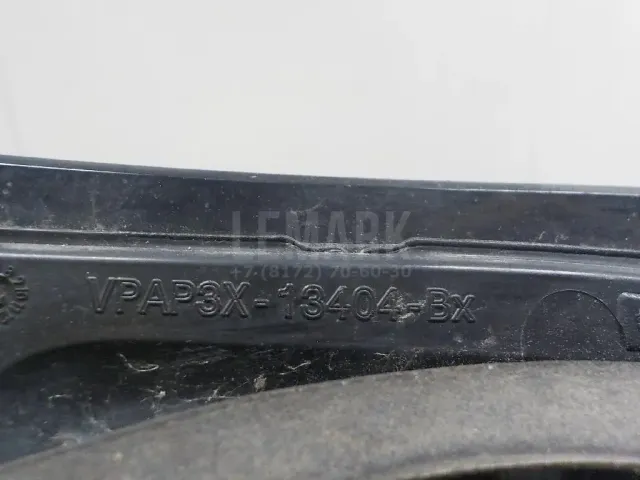 LEMARK
+7 (8172) 70-60-30
VPAP3X-13404-Bx